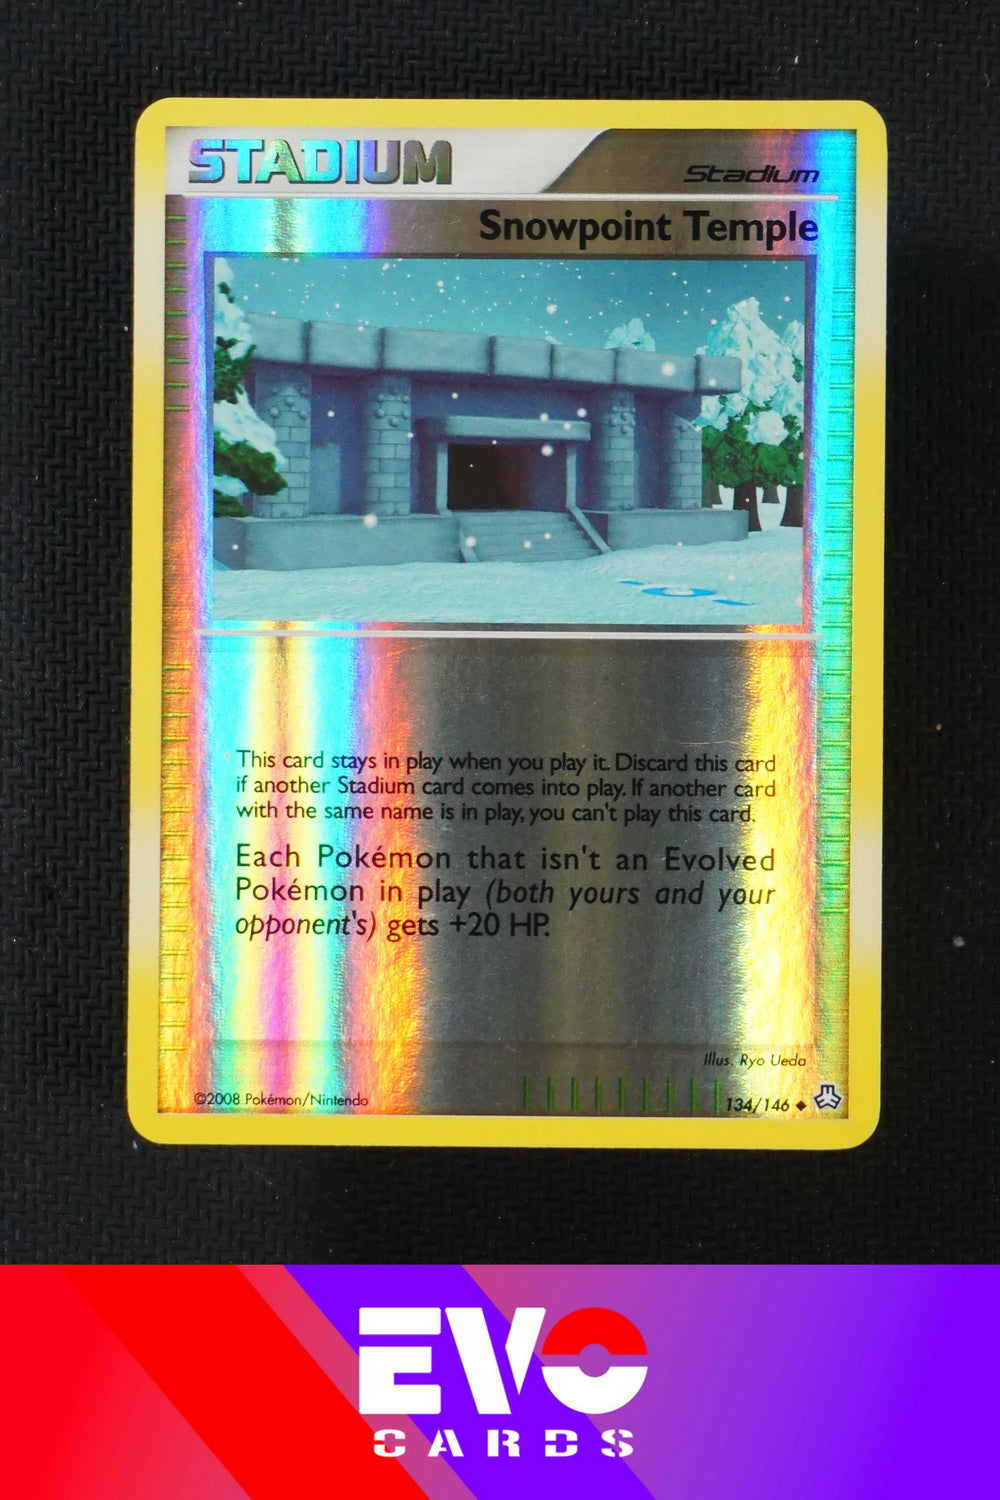 STADIUM
Stadium
Snowpoint Temple
This card stays in play when you play it. Discard this card
if another Stadium card comes into play. If another card
with the same name is in play, you can't play this card.
Each Pokémon that isn't an Evolved
Pokémon in play (both yours and your
opponent's) gets +20 HP.
Illus. Ryo Ueda
©2008 Pokémon/Nintendo
134/146
EVO
CARDS